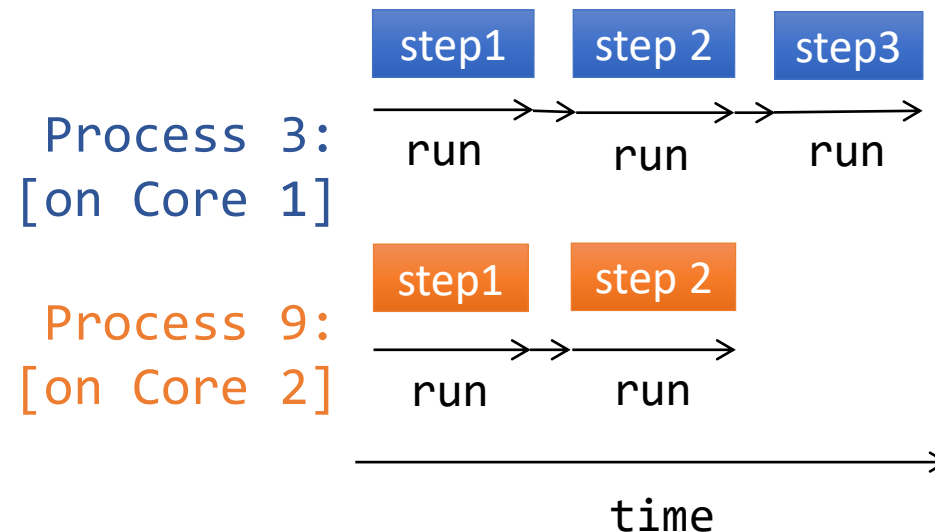 step1 step 2 step3
Process 3:
[on Core 1]
run run run
step1 step 2
Process 9:
[on Core 2]
run run
time